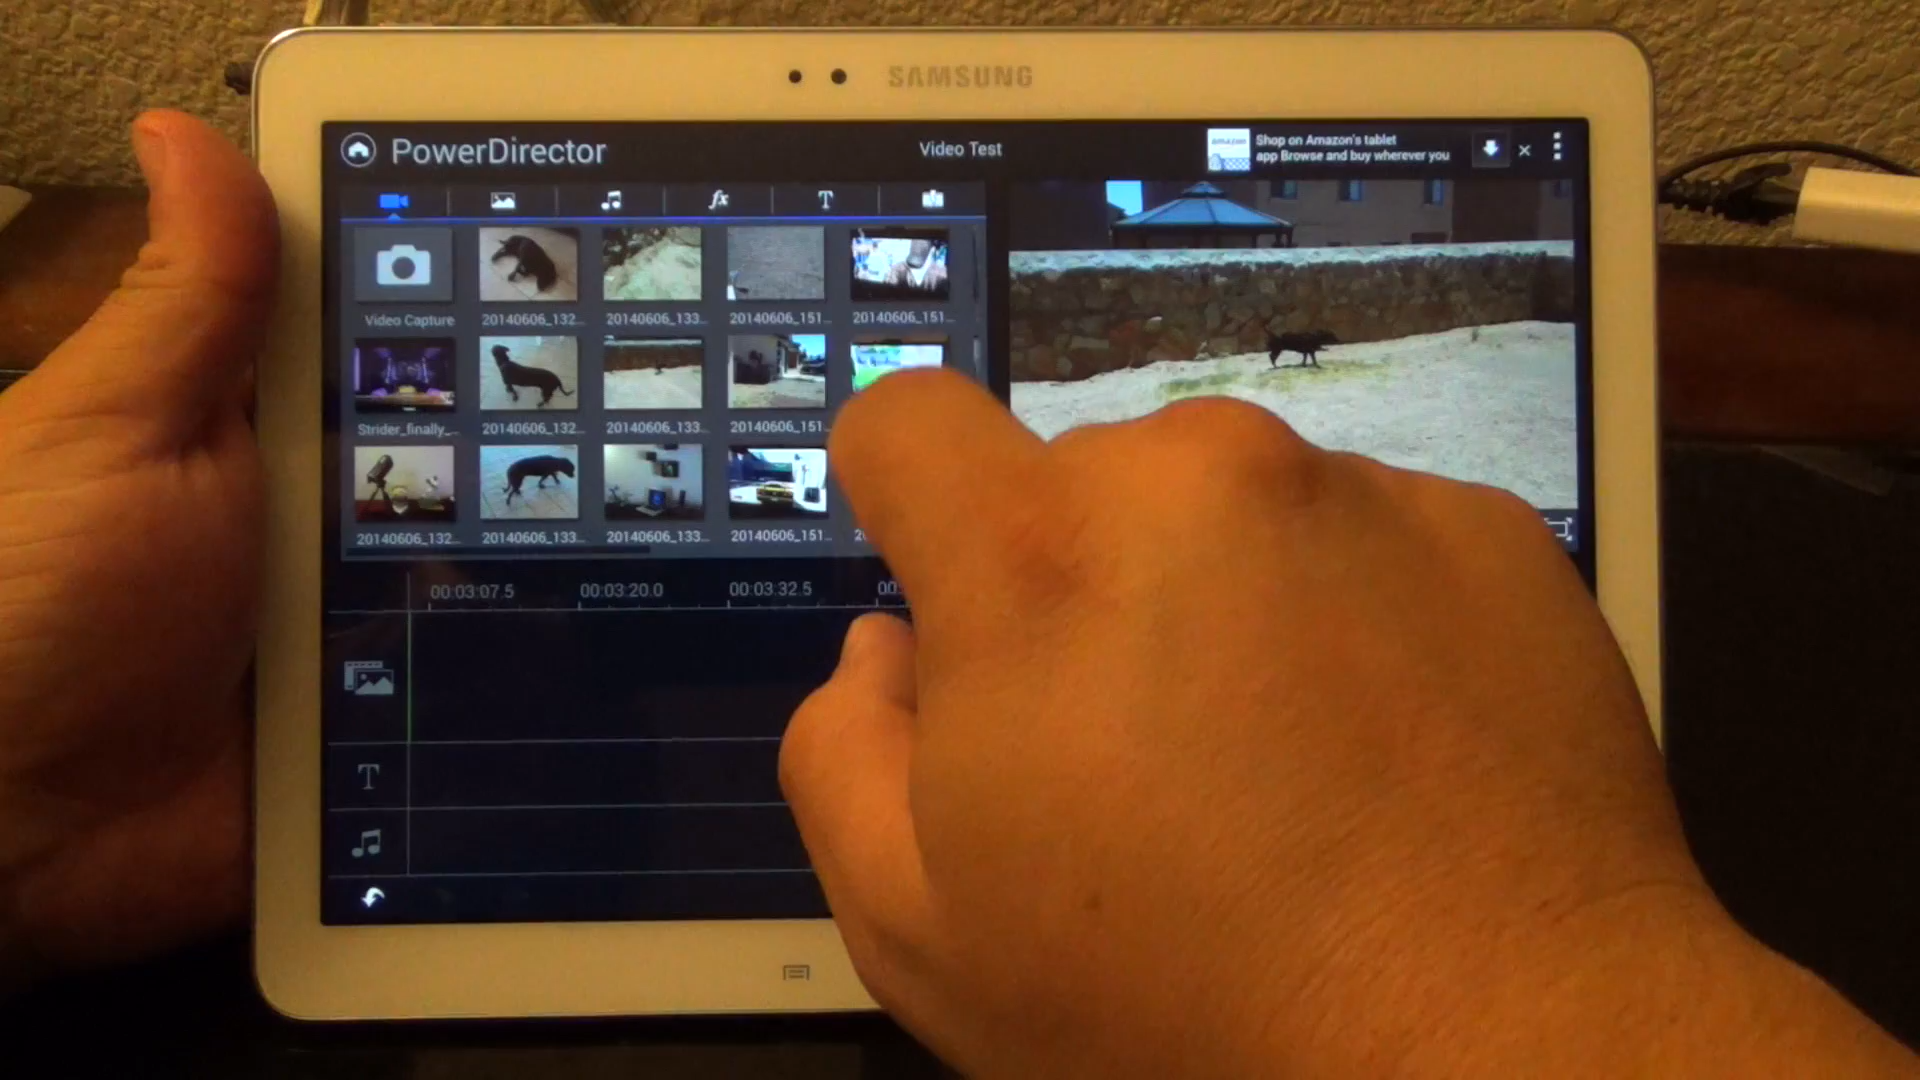 SAMSUNG
PowerDirector
Video Test
amazon
Shop on Amazon's tablet
app Browse and buy wherever you
fx
T
Video Capture
20140606_132...
20140606_133...
20140606_151...
20140606_151...
Strider_finally_...
20140606_132...
20140606_133...
20140606_151...
20140606_132...
20140606_133...
20140606_133...
20140606_151...
00:03:07.5
00:03:20.0
00:03:32.5
T